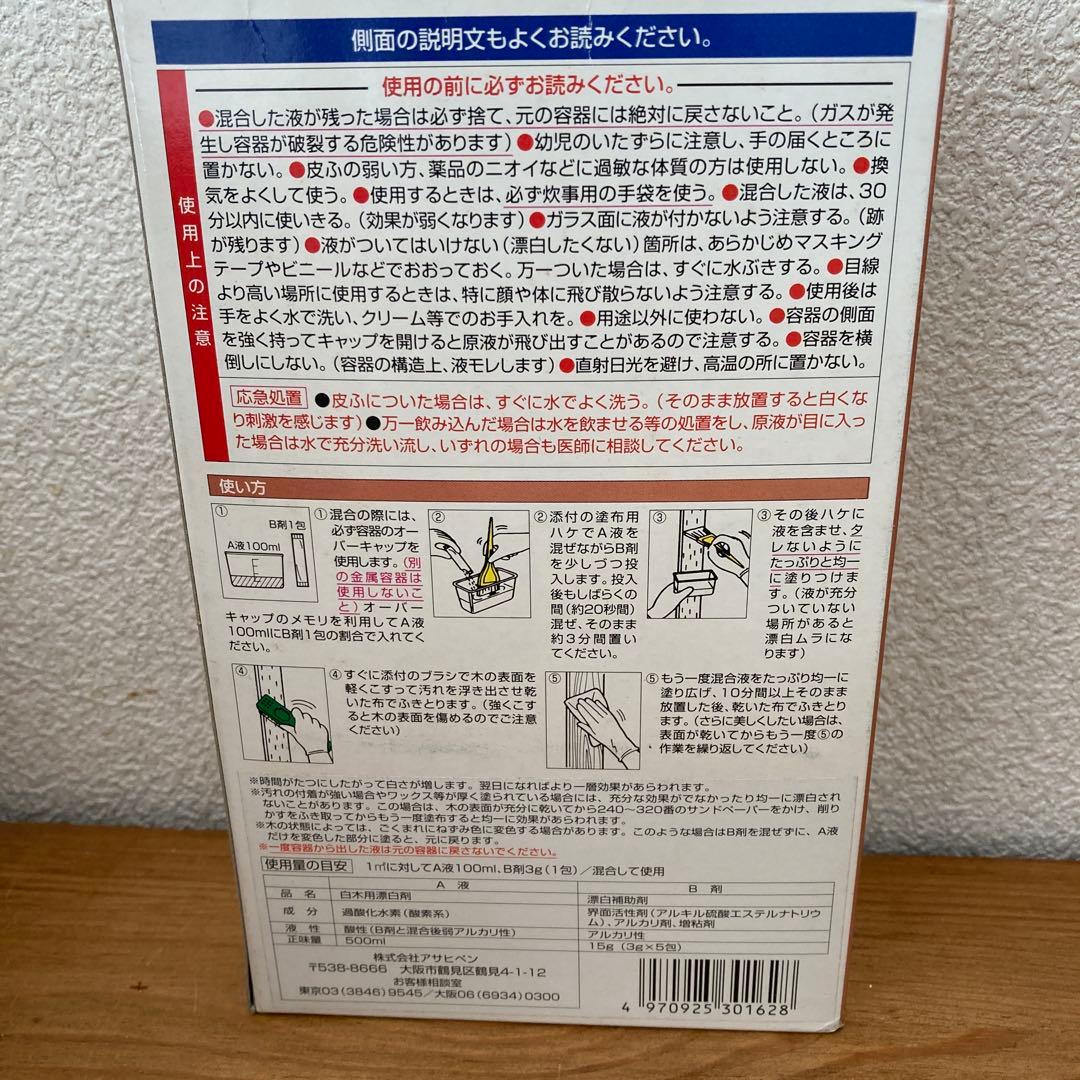 側面の説明文もよくお読みください。
使用上の注意
使用の前に必ずお読みください。
●混合した液が残った場合は必ず捨て、元の容器には絶対に戻さないこと。(ガスが発
生し容器が破裂する危険性があります)●幼児のいたずらに注意し、手の届くところに
置かない。●皮ふの弱い方、薬品のニオイなどに過敏な体質の方は使用しない。●換
気をよくして使う。●使用するときは、必ず炊事用の手袋を使う。●混合した液は、30
分以内に使いきる。(効果が弱くなります)●ガラス面に液が付かないよう注意する。(跡
が残ります)●液がついてはいけない(漂白したくない)箇所は、あらかじめマスキング
テープやビニールなどでおおっておく。万一ついた場合は、すぐに水ぶきする。●目線
より高い場所に使用するときは、特に顔や体に飛び散らないよう注意する。●使用後は
手をよく水で洗い、クリーム等でのお手入れを。●用途以外に使わない。●容器の側面
を強く持ってキャップを開けると原液が飛び出すことがあるので注意する。●容器を横
倒しにしない。(容器の構造上、液モレします)●直射日光を避け、高温の所に置かない。
応急処置 ●皮ふについた場合は、すぐに水でよく洗う。(そのまま放置すると白くな
り刺激を感じます)●万一飲み込んだ場合は水を飲ませる等の処置をし、原液が目に入っ
た場合は水で充分洗い流し、いずれの場合も医師に相談してください。
使い方
①
B剤1包
A液100ml
①混合の際には、
必ず容器のオー
バーキャップを
使用します。(別
の金属容器は
使用しないこ
と)オーバー
キャップのメモリを利用してA液
100mlにB剤1包の割合で入れてく
ださい。
②
②添付の塗布用
ハケでA液を
混ぜながらB剤
を少しづつ投
入します。投入
後もしばらくの
間(約20秒間)
混ぜ、そのまま
約3分間置い
てください。
③
③その後ハケに
液を含ませ、タ
レないように
たっぷりと均一
に塗りつけま
す。(液が充分
ついていない
場所があると
漂白ムラにな
ります)
④
④すぐに添付のブラシで木の表面を
軽くこすって汚れを浮き出させ乾
いた布でふきとります。(強くこす
ると木の表面を傷めるのでご注意
ください)
⑤
⑤もう一度混合液をたっぷり均一に
塗り広げ、10分間以上そのまま
放置した後、乾いた布でふきとり
ます。(さらに美しくしたい場合は、
表面が乾いてからもう一度⑤の
作業を繰り返してください)
※時間がたつにしたがって白さが増します。翌日になればより一層効果があらわれます。
※汚れの付着が強い場合やワックス等が厚く塗られている場合には、充分な効果がでなかったり均一に漂白され
ないことがあります。この場合は、木の表面が充分に乾いてから240〜320番のサンドペーパーをかけ、削り
かすをふき取ってからもう一度塗布すると均一に効果があらわれます。
※木の状態によっては、ごくまれにねずみ色に変色する場合があります。このような場合はB剤を混ぜずに、A液
だけを変色した部分に塗ると、元に戻ります。
※一度容器から出した液は元の容器に戻さないでください。
使用量の目安 1㎡に対してA液100ml、B剤3g(1包)/混合して使用
A 液 B 剤
品 名 白木用漂白剤 漂白補助剤
成 分 過酸化水素(酸素系) 界面活性剤(アルキル硫酸エステルナトリウ
ム)、アルカリ剤、増粘剤
液 性 酸性(B剤と混合後弱アルカリ性) アルカリ性
正味量 500ml 15g(3g×5包)
株式会社アサヒペン
〒538-8666 大阪市鶴見区鶴見4-1-12
お客様相談室
東京03(3846)9545/大阪06(6934)0300
4 970925 301628